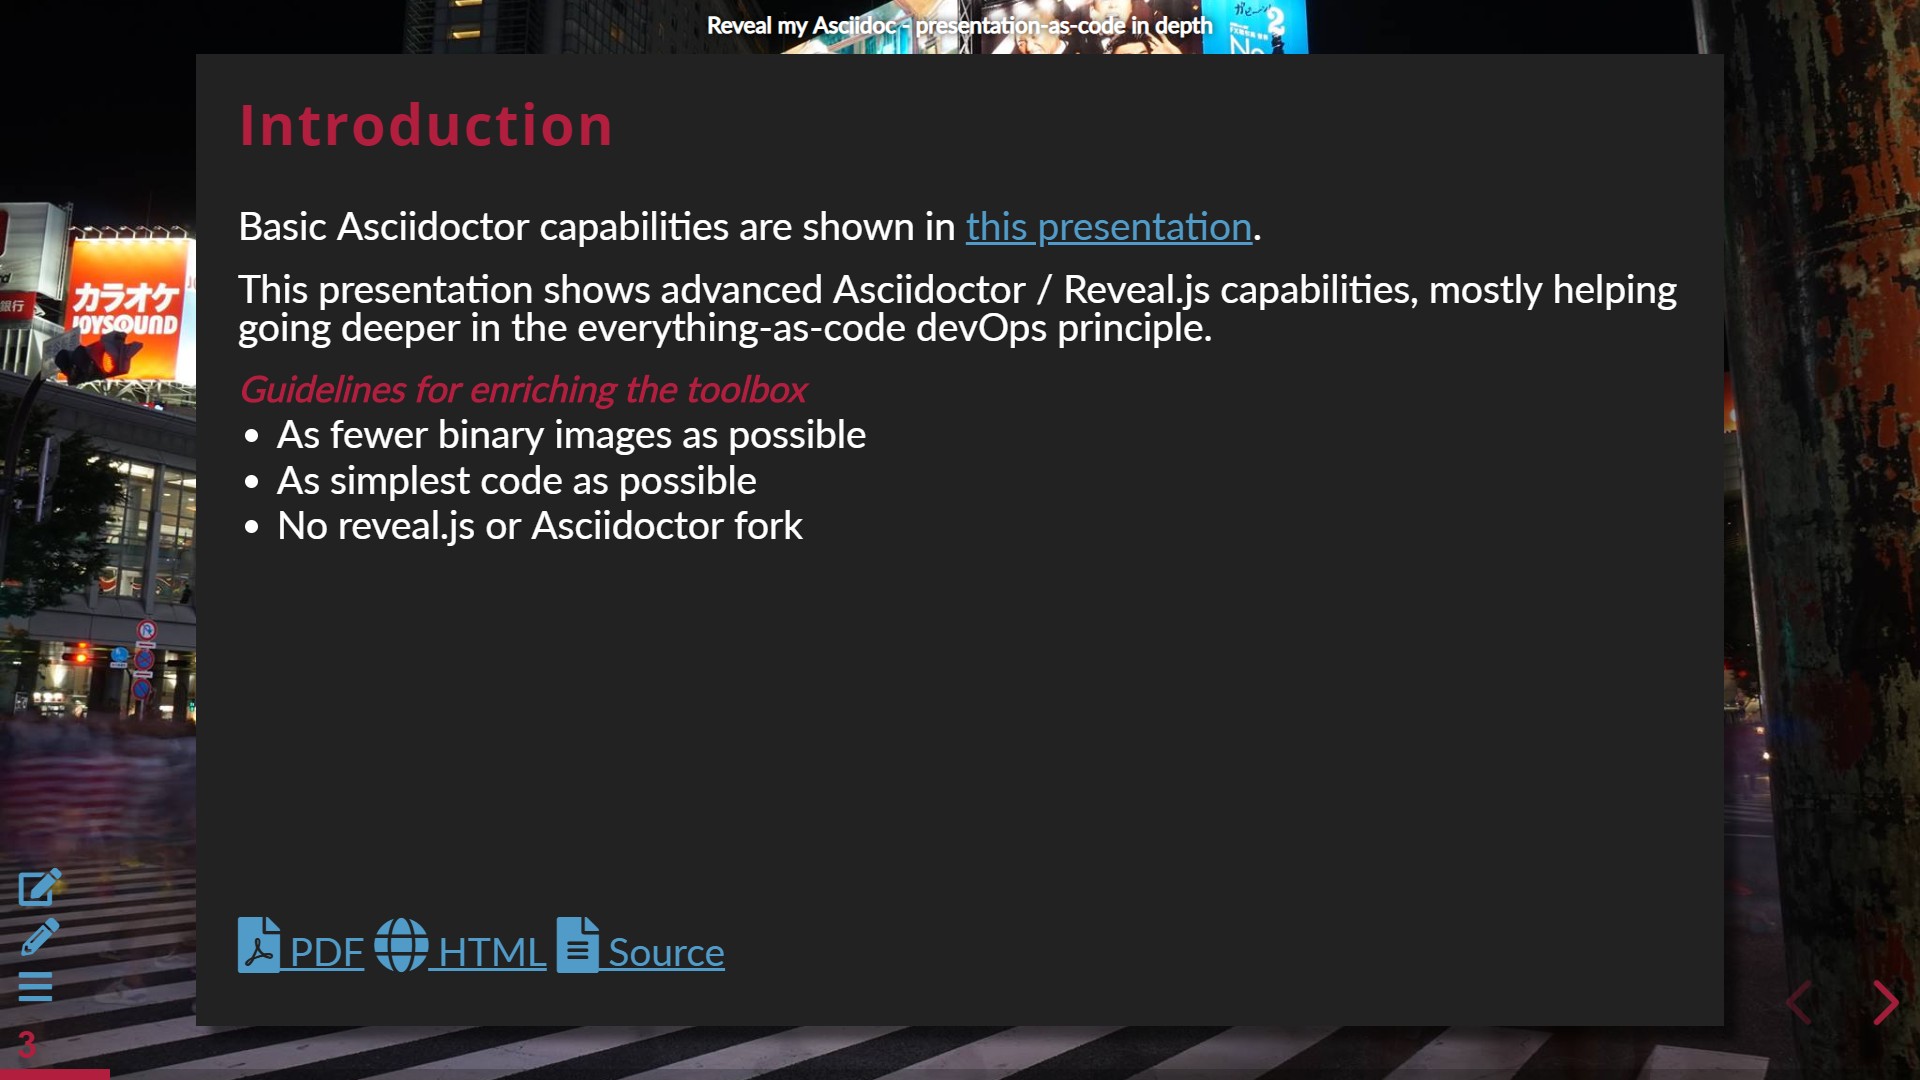 Reveal my Asciidoc - presentation-as-code in depth
Introduction
Basic Asciidoctor capabilities are shown in this presentation.
This presentation shows advanced Asciidoctor / Reveal.js capabilities, mostly helping
going deeper in the everything-as-code devOps principle.
Guidelines for enriching the toolbox
• As fewer binary images as possible
• As simplest code as possible
• No reveal.js or Asciidoctor fork
カラオケ
JOYSOUND
銀行
PDF HTML Source
3